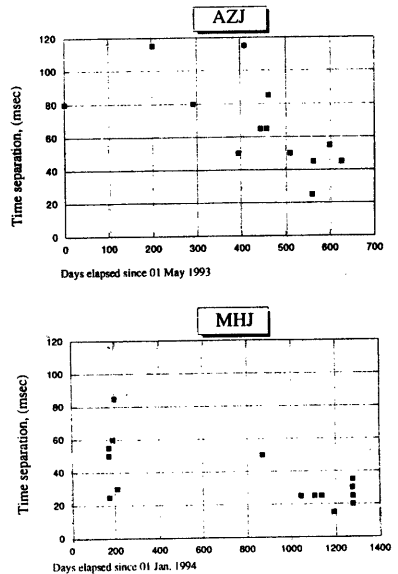 AZJ
Time separation, (msec)
120
100
80
60
40
20
0
0 100 200 300 400 500 600 700
Days elapsed since 01 May 1993
MHJ
Time separation, (msec)
120
100
80
60
40
20
0
0 200 400 600 800 1000 1200 1400
Days elapsed since 01 Jan. 1994